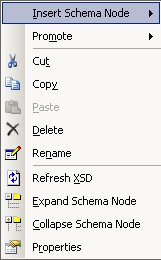 Insert Schema Node
Promote
Cut
Copy
Paste
Delete
Rename
Refresh XSD
Expand Schema Node
Collapse Schema Node
Properties